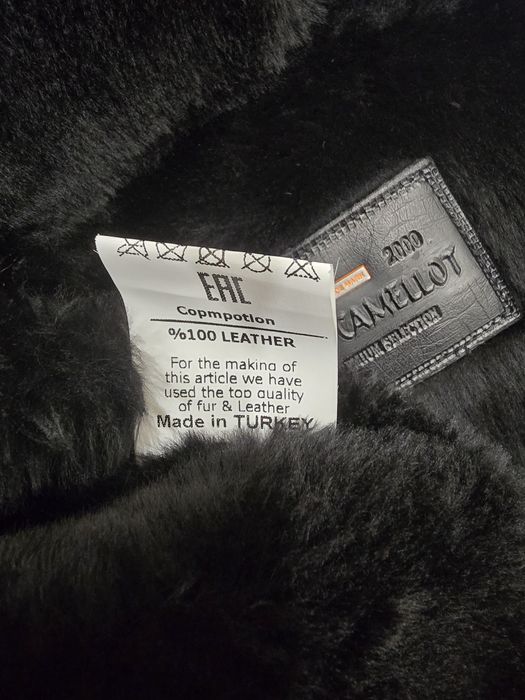 EAC
Copmpotion
%100 LEATHER
For the making of
this article we have
used the top quality
of fur & Leather
Made in TURKEY
2000
CAMELLOT
SELECTION